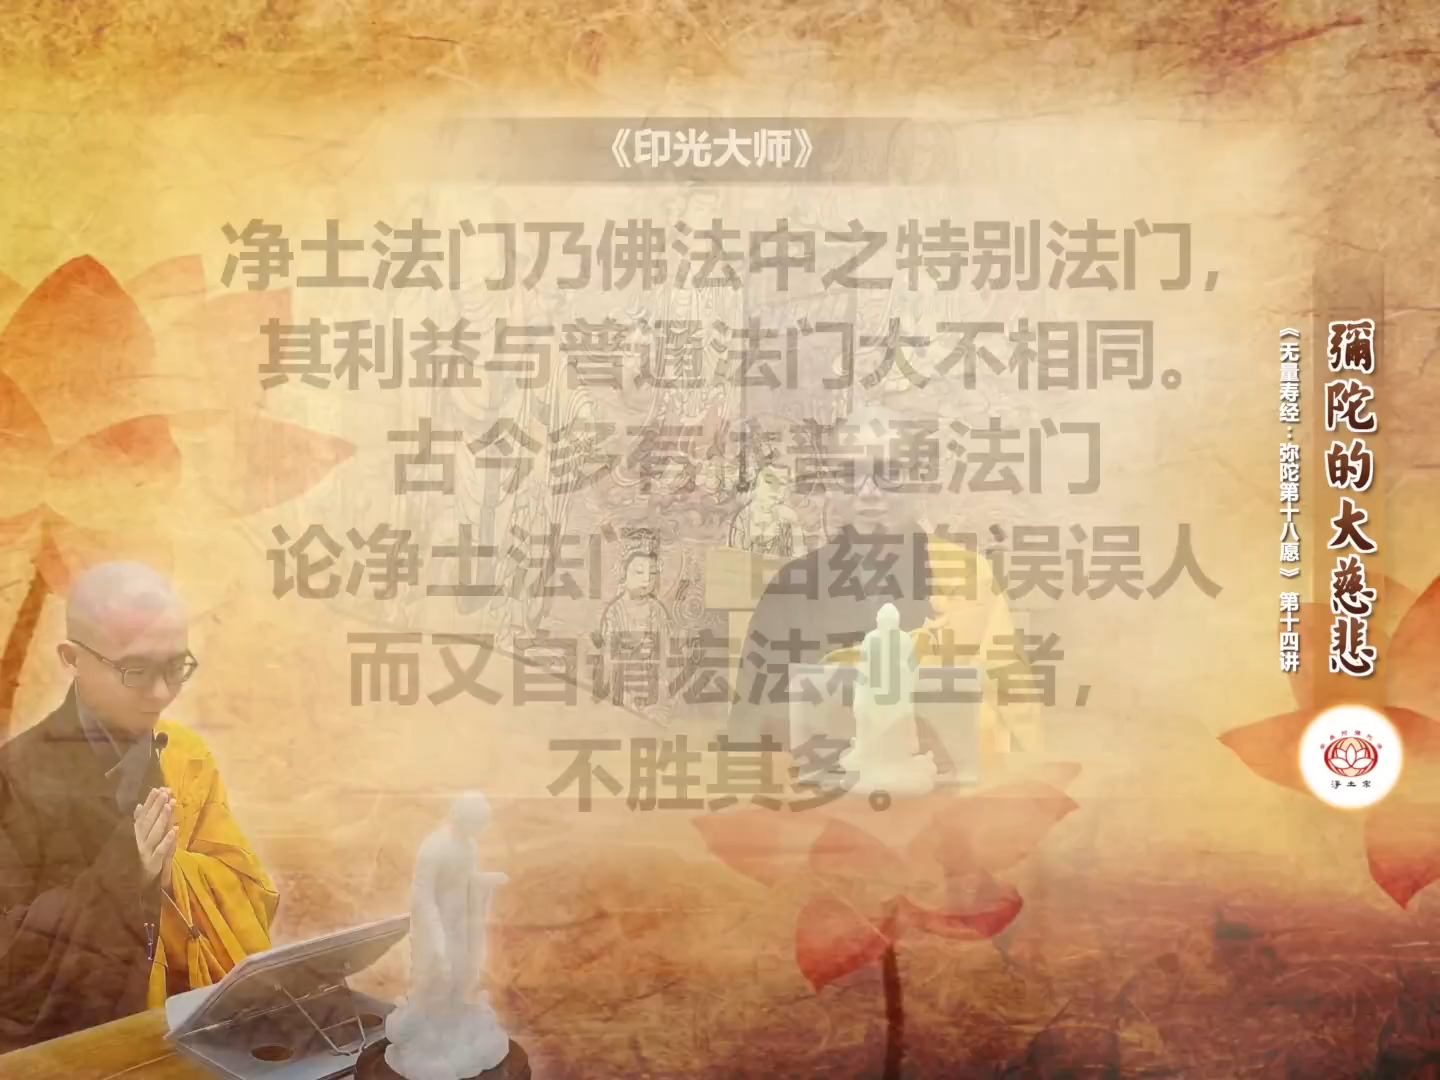 《印光大师》
净土法门乃佛法中之特别法门，
其利益与普通法门大不相同。
古今多有以普通法门
论净土法门，由兹自误误人
而又自谓宏法利生者，
不胜其多。
彌陀的大慈悲
《无量寿经：弥陀第十八愿》 第十四讲
净土宗